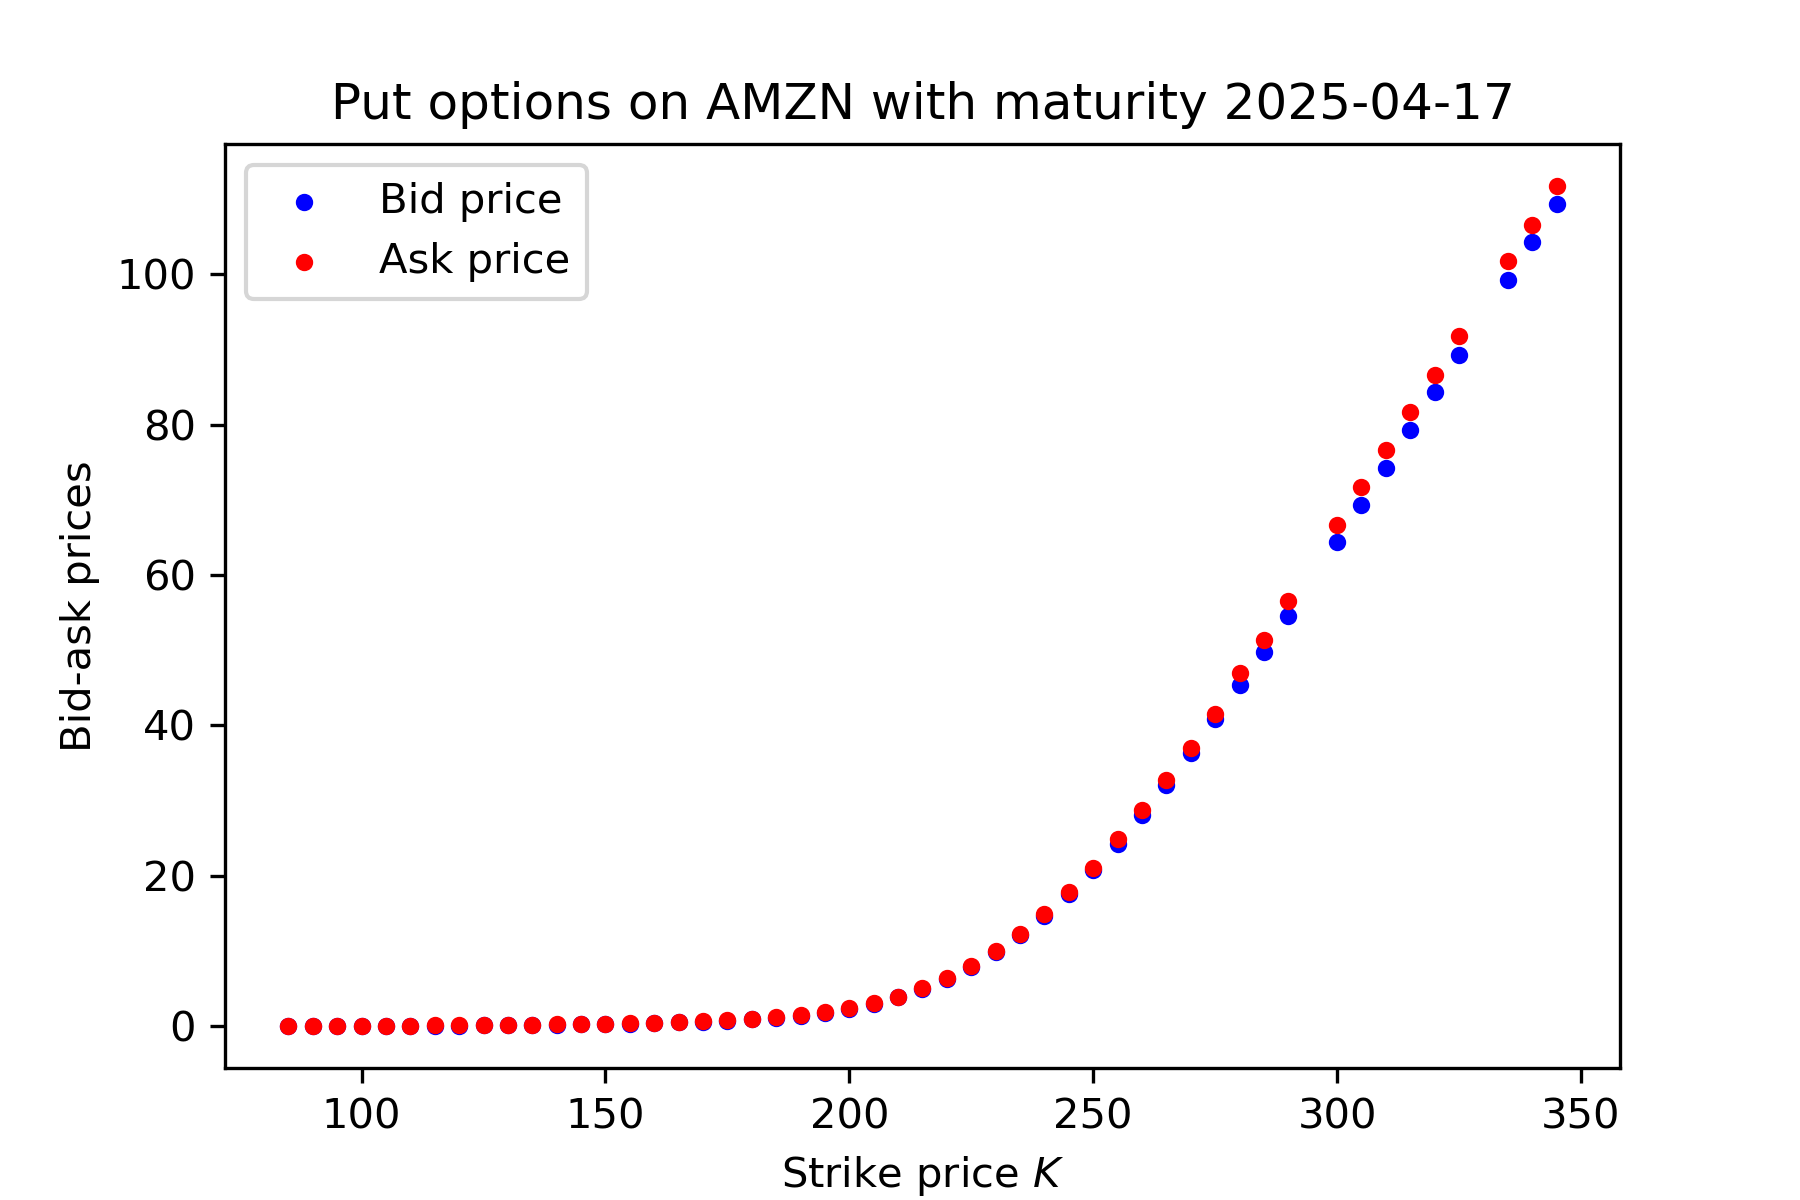 Put options on AMZN with maturity 2025-04-17
Bid price
Ask price
100
80
60
40
20
0
Bid-ask prices
100 150 200 250 300 350
Strike price K